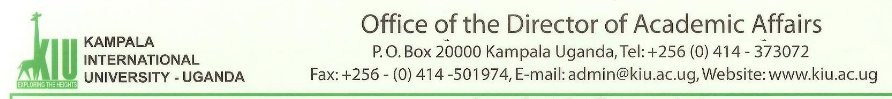 KIU
EXPLORING THE HEIGHTS
KAMPALA
INTERNATIONAL
UNIVERSITY - UGANDA
Office of the Director of Academic Affairs
P.O. Box 20000 Kampala Uganda, Tel: +256 (0) 414 - 373072
Fax: +256 - (0) 414 -501974, E-mail: admin@kiu.ac.ug, Website: www.kiu.ac.ug